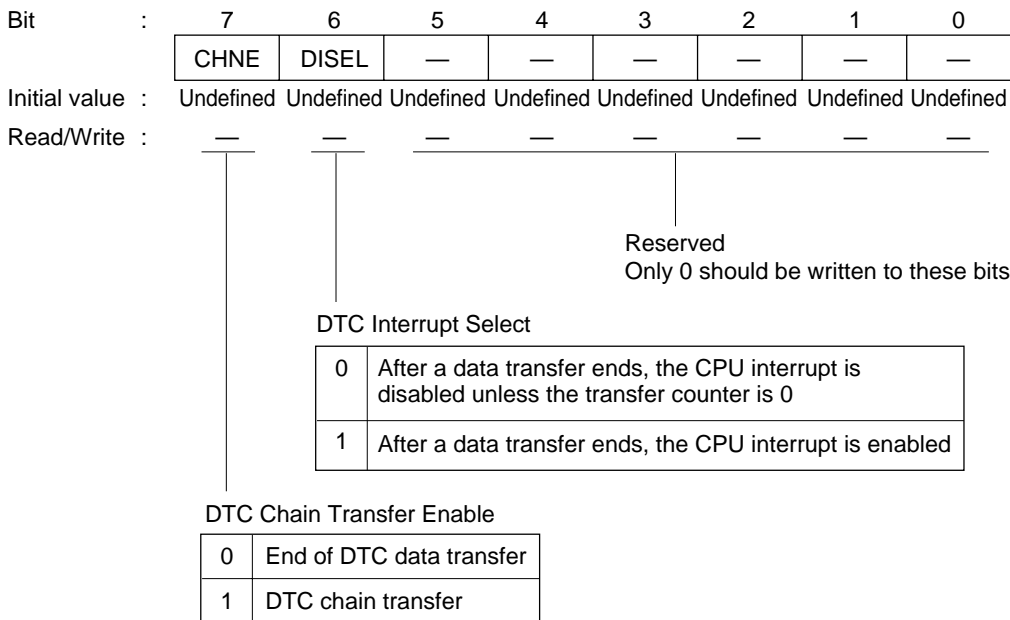 Bit : 7 6 5 4 3 2 1 0
CHNE DISEL — — — — — —
Initial value : Undefined Undefined Undefined Undefined Undefined Undefined Undefined Undefined
Read/Write : — — — — — — — —
Reserved
Only 0 should be written to these bits
DTC Interrupt Select
0 After a data transfer ends, the CPU interrupt is
disabled unless the transfer counter is 0
1 After a data transfer ends, the CPU interrupt is enabled
DTC Chain Transfer Enable
0 End of DTC data transfer
1 DTC chain transfer